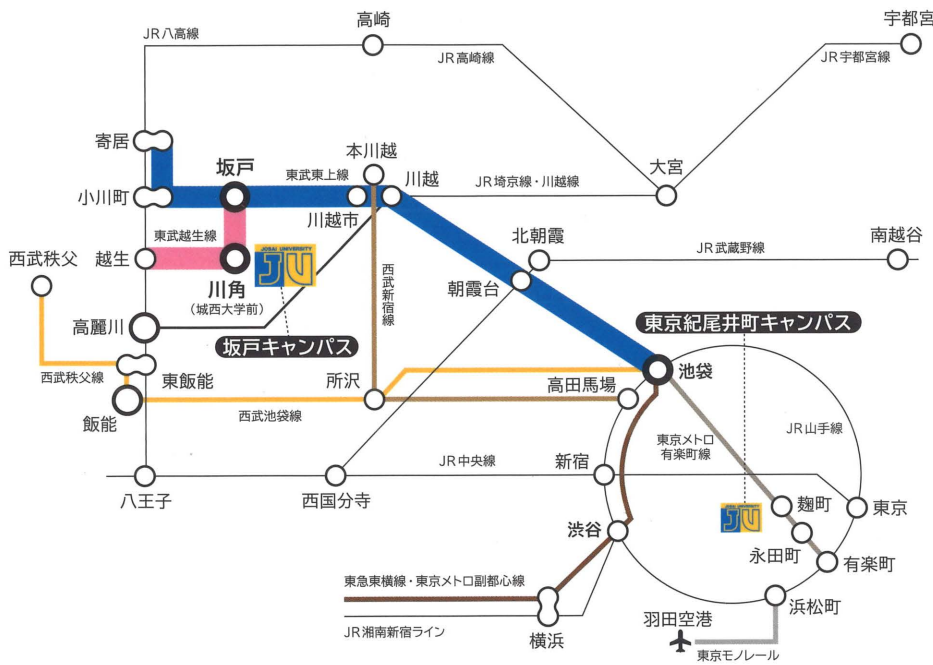 高崎
宇都宮
JR八高線
JR高崎線
JR宇都宮線
寄居
坂戸
本川越
大宮
東武東上線
川越
JR埼京線・川越線
小川町
川越市
東武越生線
北朝霞
JR武蔵野線
南越谷
西武秩父
越生
JOSAI UNIVERSITY
JU
川角
（城西大学前）
西武新宿線
朝霞台
高麗川
坂戸キャンパス
東京紀尾井町キャンパス
西武秩父線
東飯能
所沢
高田馬場
池袋
飯能
西武池袋線
東京メトロ
有楽町線
JR山手線
JR中央線
新宿
八王子
西国分寺
麹町
東京
JU
渋谷
永田町
有楽町
東急東横線・東京メトロ副都心線
浜松町
羽田空港
JR湘南新宿ライン
横浜
東京モノレール